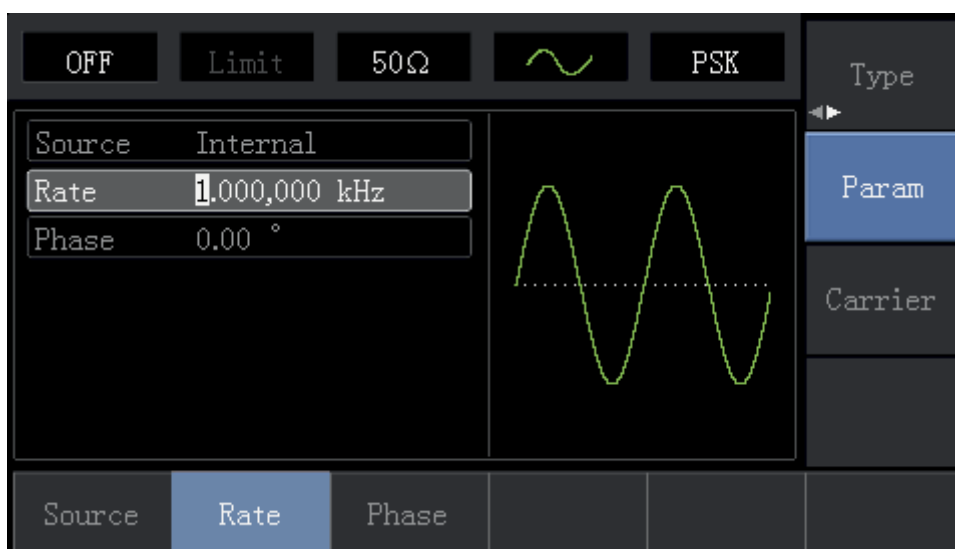 OFF Limit 50Ω PSK
Type
Source Internal
Rate 1.000,000 kHz
Param
Phase 0.00 °
Carrier
Source Rate Phase